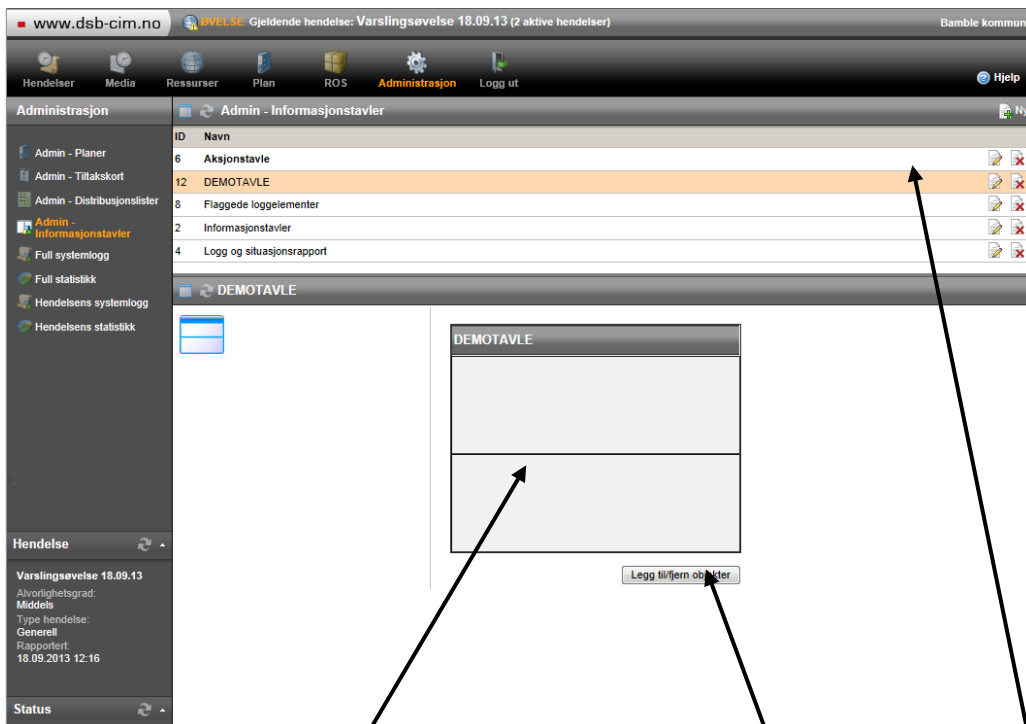 www.dsb-cim.no
ØVELSE Gjeldende hendelse: Varslingsøvelse 18.09.13 (2 aktive hendelser)
Bamble kommun
Hendelser Media Ressurser Plan ROS Administrasjon Logg ut
Hjelp
Administrasjon
Admin - Planer
Admin - Tiltakskort
Admin - Distribusjonslister
Admin -
Informasjonstavler
Full systemlogg
Full statistikk
Hendelsens systemlogg
Hendelsens statistikk
Admin - Informasjonstavler
Ny
ID Navn
6 Aksjonstavle
12 DEMOTAVLE
8 Flaggede loggelementer
2 Informasjonstavler
4 Logg og situasjonsrapport
DEMOTAVLE
DEMOTAVLE
Legg til/fjern objekter
Hendelse
Varslingsøvelse 18.09.13
Alvorlighetsgrad:
Middels
Type hendelse:
Generell
Rapportert:
18.09.2013 12:16
Status